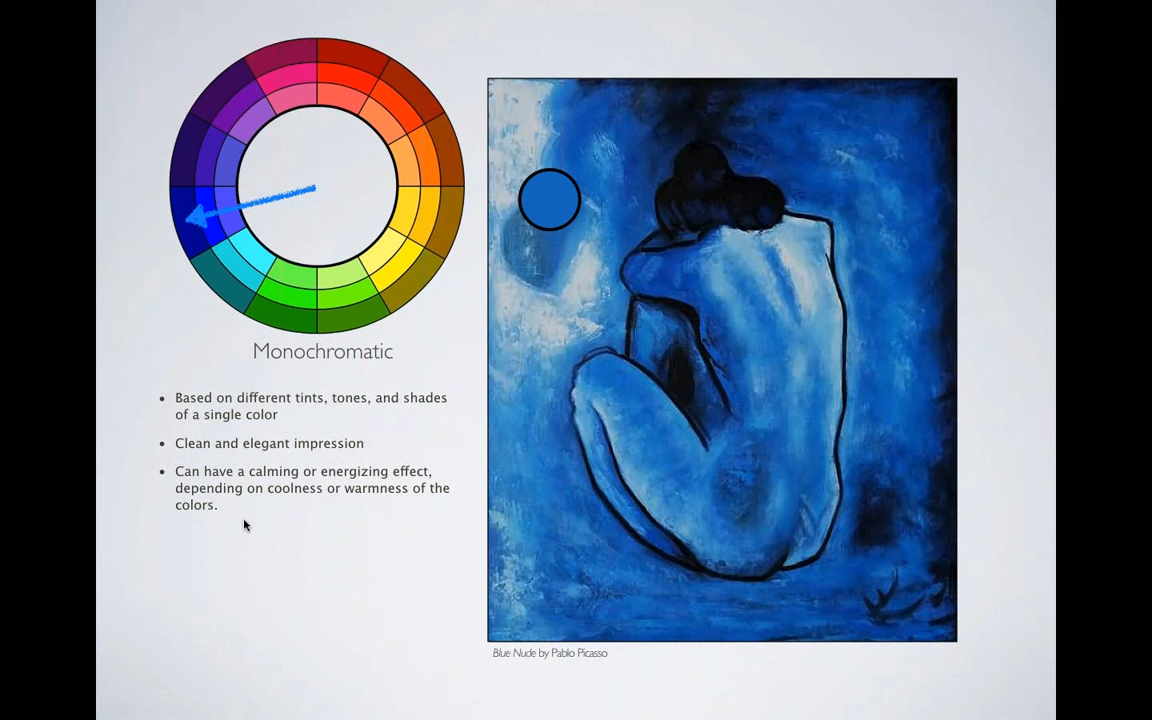 Monochromatic
• Based on different tints, tones, and shades
of a single color
• Clean and elegant impression
• Can have a calming or energizing effect,
depending on coolness or warmness of the
colors.
Blue Nude by Pablo Picasso